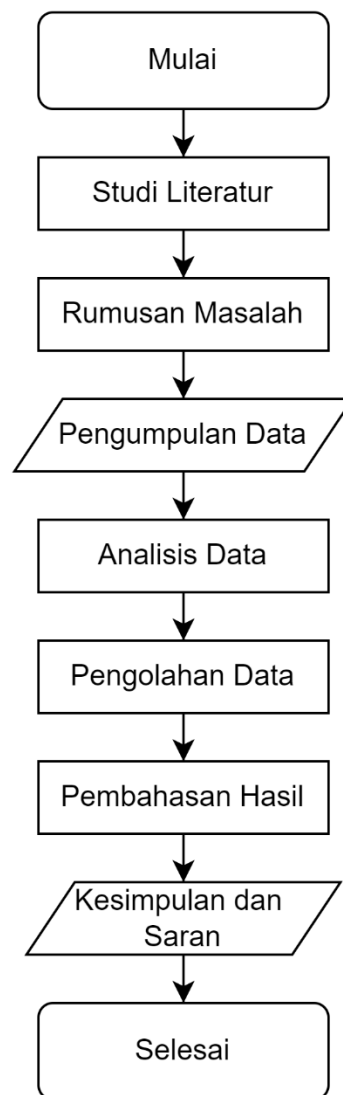 Mulai
Studi Literatur
Rumusan Masalah
Pengumpulan Data
Analisis Data
Pengolahan Data
Pembahasan Hasil
Kesimpulan dan
Saran
Selesai